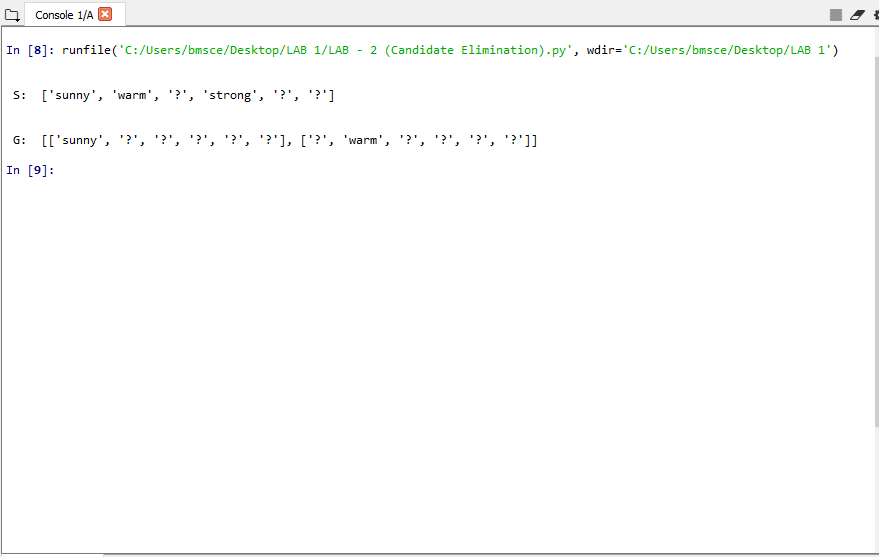 Console 1/A
In [8]: runfile('C:/Users/bmsce/Desktop/LAB 1/LAB - 2 (Candidate Elimination).py', wdir='C:/Users/bmsce/Desktop/LAB 1')
S:  ['sunny', 'warm', '?', 'strong', '?', '?']
G:  [['sunny', '?', '?', '?', '?', '?'], ['?', 'warm', '?', '?', '?', '?']]
In [9]: